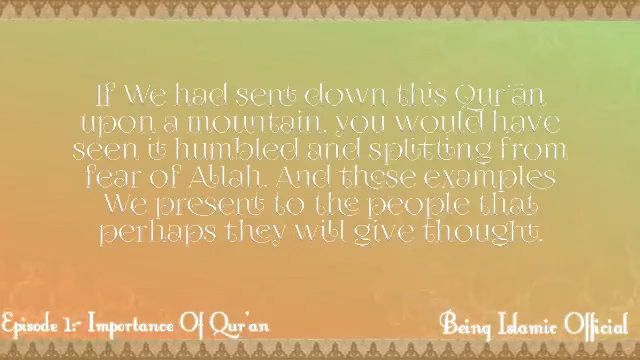 If We had sent down this Qur'ān
upon a mountain, you would have
seen it humbled and splitting from
fear of Allah. And these examples
We present to the people that
perhaps they will give thought.
Episode 1:- Importance Of Qur'an
Being Islamic Official